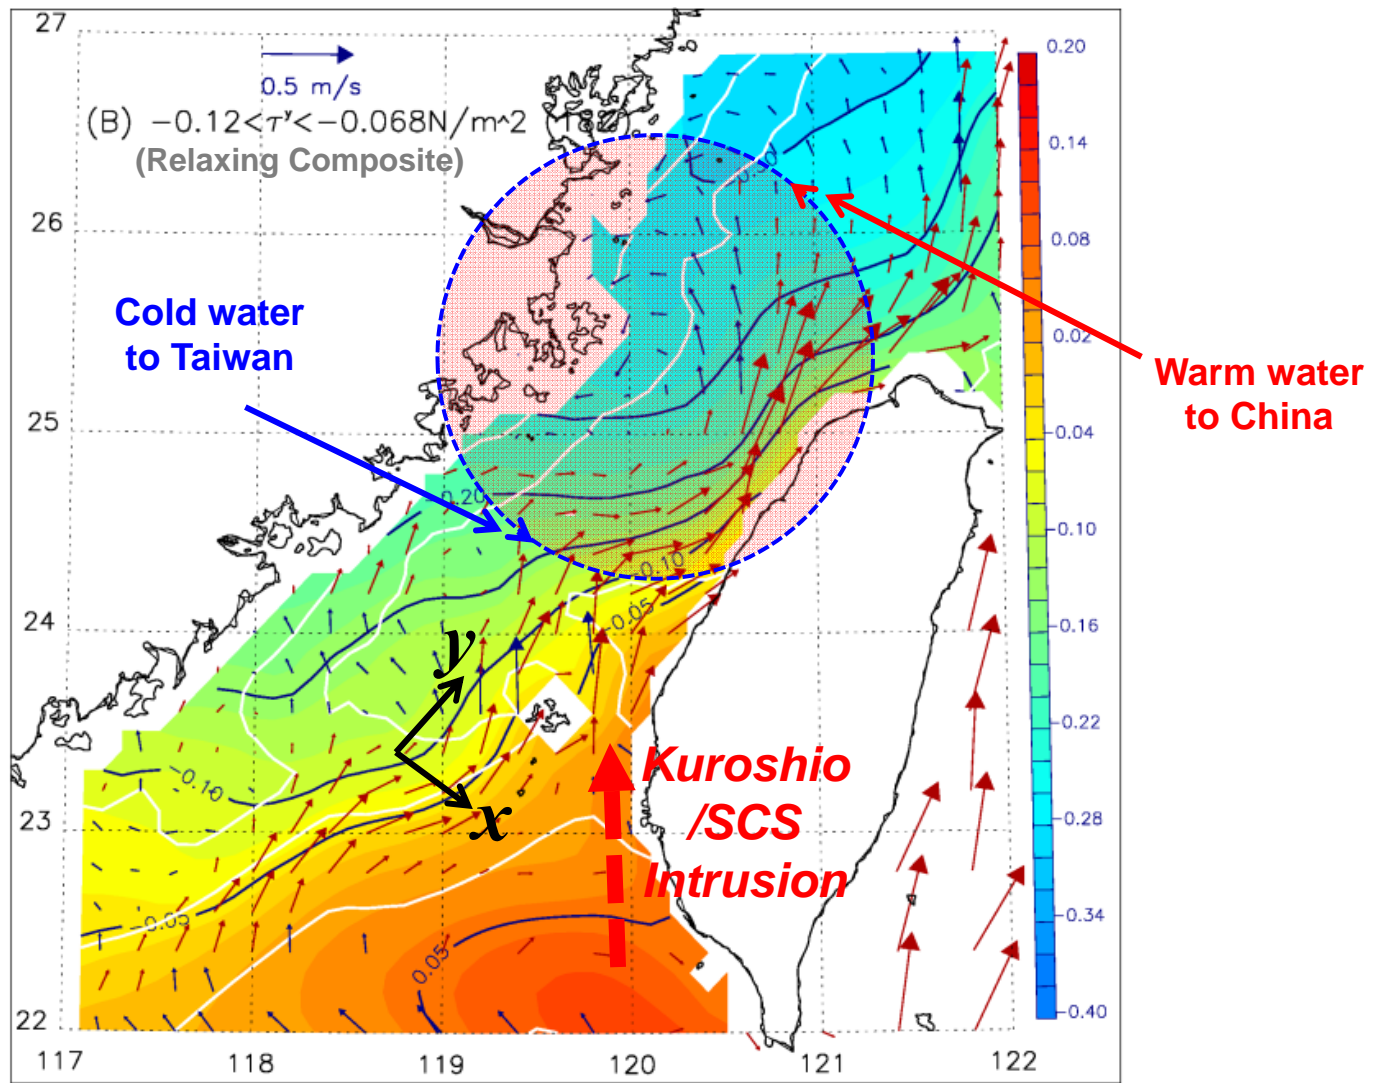 27
0.5 m/s
(B) −0.12<τʸ<−0.068N/m^2
(Relaxing Composite)
26
25
24
23
22
117
118
119
120
121
122
Cold water
to Taiwan
Warm water
to China
Kuroshio
/SCS
Intrusion
y
x
-0.20
-0.10
-0.05
-0.10
-0.05
0.05
0.20
0.14
0.08
0.02
−0.04
−0.10
−0.16
−0.22
−0.28
−0.34
−0.40